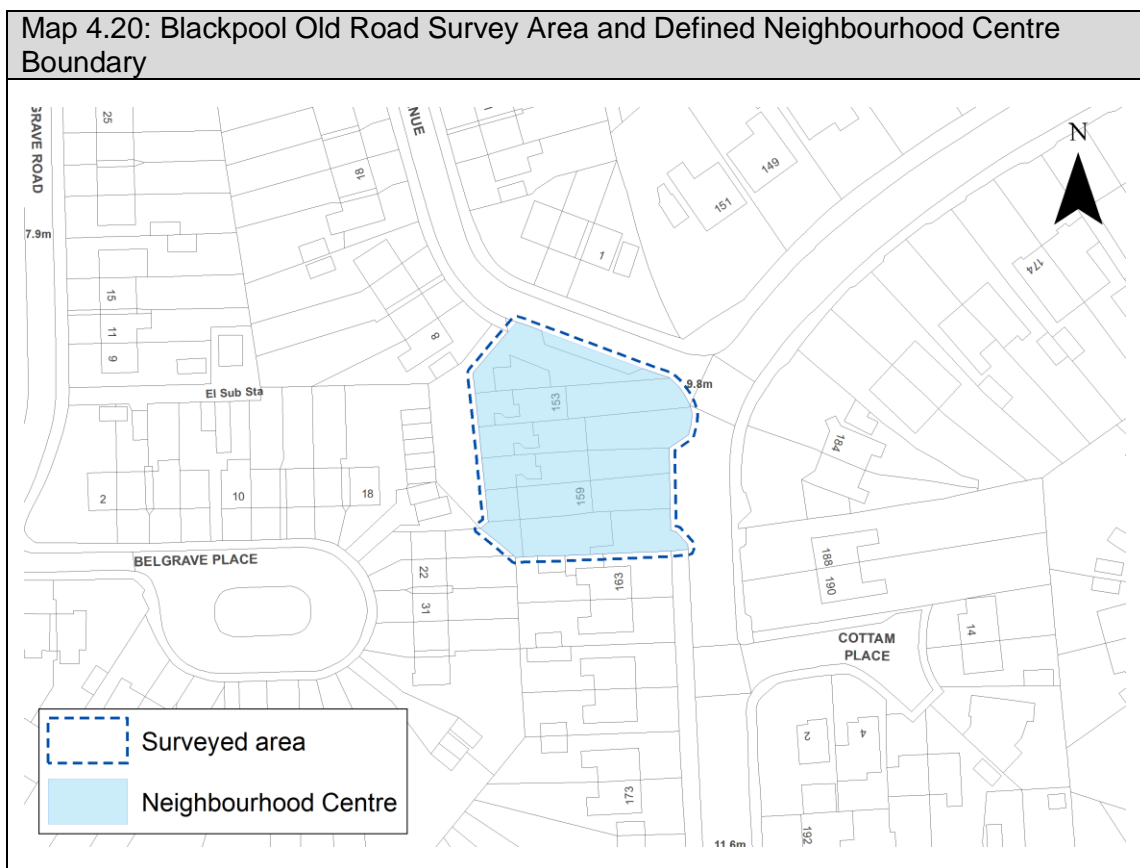 Map 4.20: Blackpool Old Road Survey Area and Defined Neighbourhood Centre
Boundary
GRAVE ROAD
25
NUE
18
149
151
N
7.9m
1
174
15
11
9
8
El Sub Sta
9.8m
153
184
2
10
18
159
BELGRAVE PLACE
22
31
163
188
190
14
COTTAM
PLACE
Surveyed area
2
4
Neighbourhood Centre
173
192
11.6m